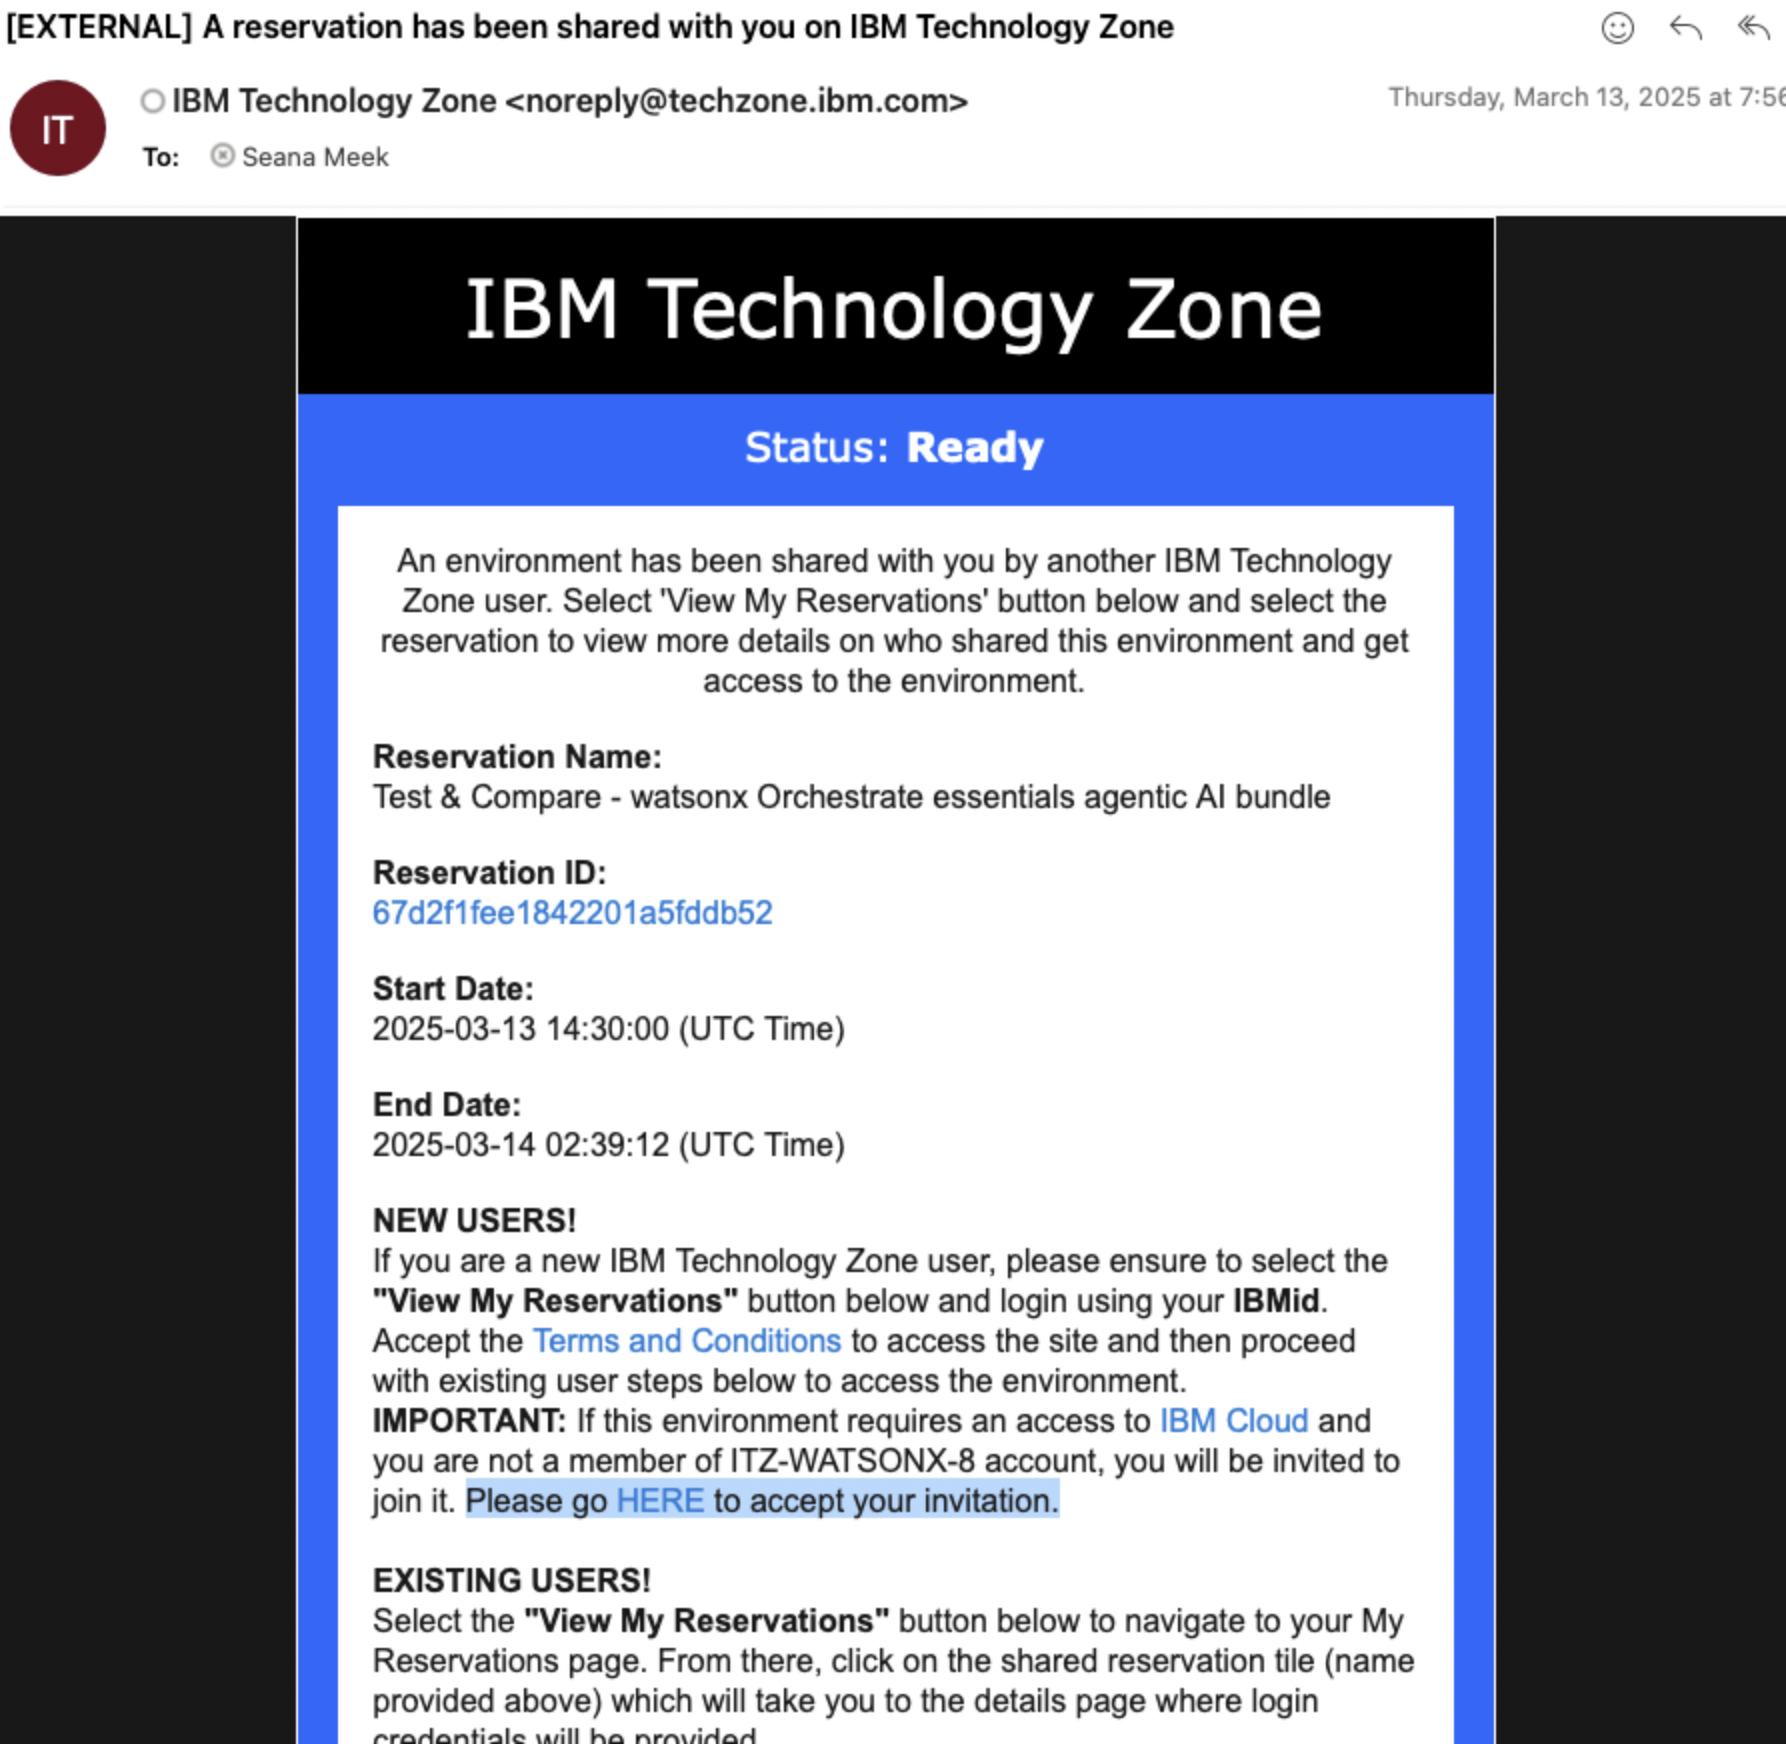 [EXTERNAL] A reservation has been shared with you on IBM Technology Zone
IT
IBM Technology Zone <noreply@techzone.ibm.com>
Thursday, March 13, 2025 at 7:56
To: Seana Meek
IBM Technology Zone
Status: Ready
An environment has been shared with you by another IBM Technology
Zone user. Select 'View My Reservations' button below and select the
reservation to view more details on who shared this environment and get
access to the environment.
Reservation Name:
Test & Compare - watsonx Orchestrate essentials agentic AI bundle
Reservation ID:
67d2f1fee1842201a5fddb52
Start Date:
2025-03-13 14:30:00 (UTC Time)
End Date:
2025-03-14 02:39:12 (UTC Time)
NEW USERS!
If you are a new IBM Technology Zone user, please ensure to select the
"View My Reservations" button below and login using your IBMid.
Accept the Terms and Conditions to access the site and then proceed
with existing user steps below to access the environment.
IMPORTANT: If this environment requires an access to IBM Cloud and
you are not a member of ITZ-WATSONX-8 account, you will be invited to
join it. Please go HERE to accept your invitation.
EXISTING USERS!
Select the "View My Reservations" button below to navigate to your My
Reservations page. From there, click on the shared reservation tile (name
provided above) which will take you to the details page where login
credentials will be provided